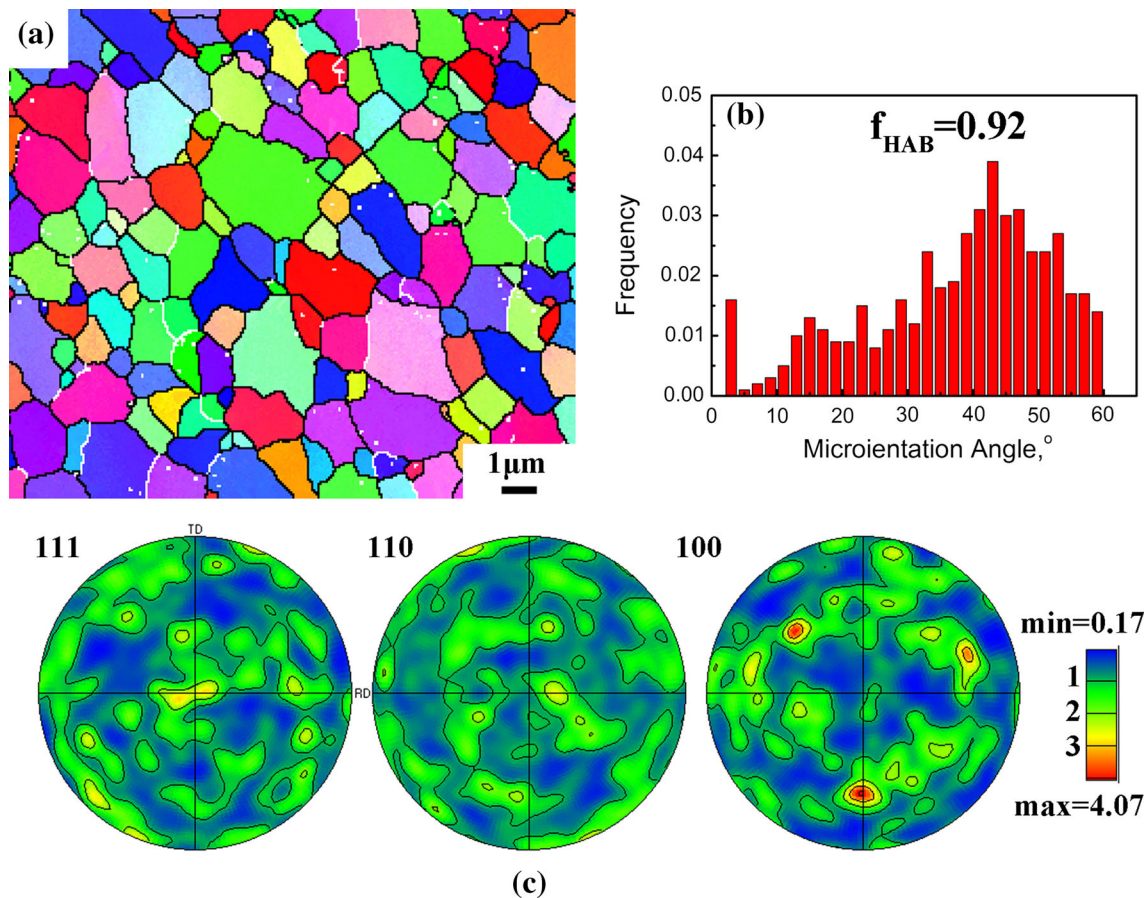 (a)
1μm
(b)
f_HAB=0.92
Frequency
0.05
0.04
0.03
0.02
0.01
0.00
0 10 20 30 40 50 60
Microientation Angle,°
111
TD
RD
110
100
min=0.17
1
2
3
max=4.07
(c)